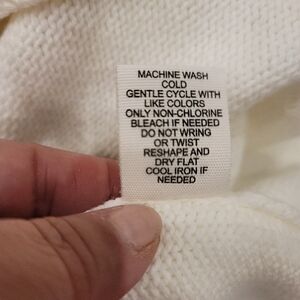 MACHINE WASH
COLD
GENTLE CYCLE WITH
LIKE COLORS
ONLY NON-CHLORINE
BLEACH IF NEEDED
DO NOT WRING
OR TWIST
RESHAPE AND
DRY FLAT
COOL IRON IF
NEEDED